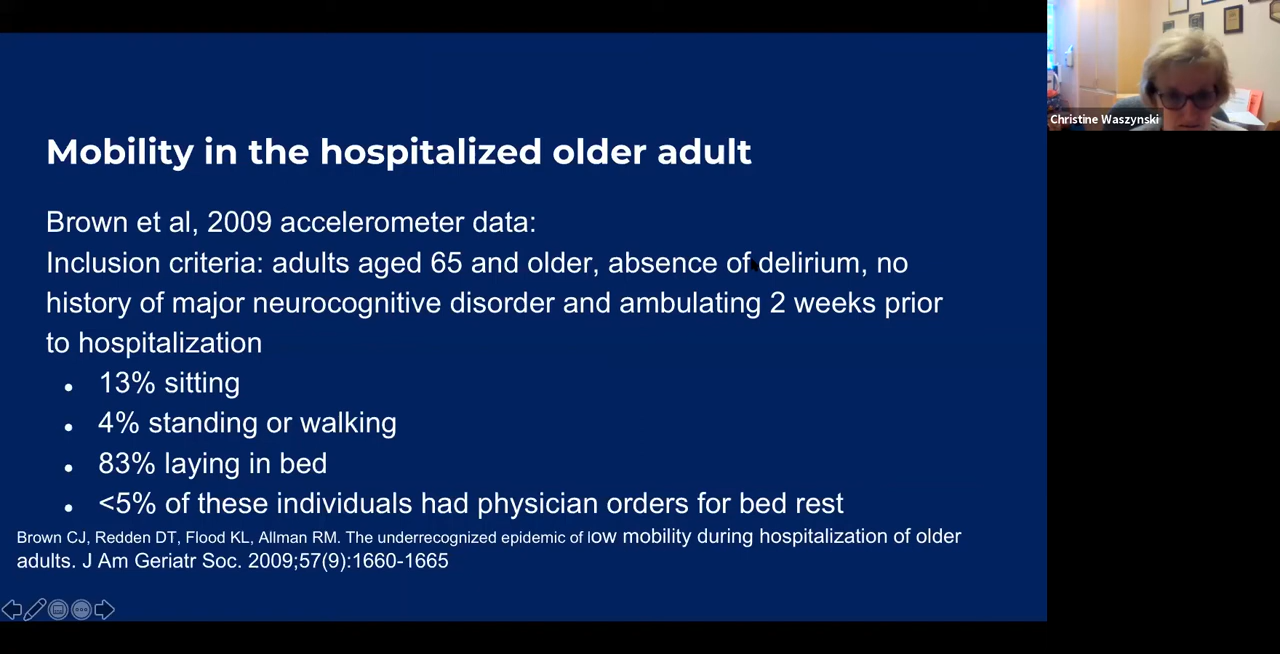 Mobility in the hospitalized older adult
Brown et al, 2009 accelerometer data:
Inclusion criteria: adults aged 65 and older, absence of delirium, no
history of major neurocognitive disorder and ambulating 2 weeks prior
to hospitalization
• 13% sitting
• 4% standing or walking
• 83% laying in bed
• <5% of these individuals had physician orders for bed rest
Brown CJ, Redden DT, Flood KL, Allman RM. The underrecognized epidemic of low mobility during hospitalization of older
adults. J Am Geriatr Soc. 2009;57(9):1660-1665
Christine Waszynski